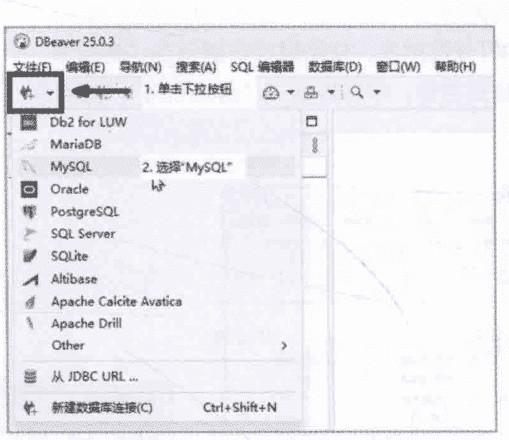 DBeaver 25.0.3
文件(F) 编辑(E) 导航(N) 搜索(A) SQL 编辑器 数据库(D) 窗口(W) 帮助(H)
1. 单击下拉按钮
Db2 for LUW
MariaDB
MySQL 2. 选择“MySQL”
Oracle
PostgreSQL
SQL Server
SQLite
Altibase
Apache Calcite Avatica
Apache Drill
Other >
从 JDBC URL ...
新建数据库连接(C) Ctrl+Shift+N